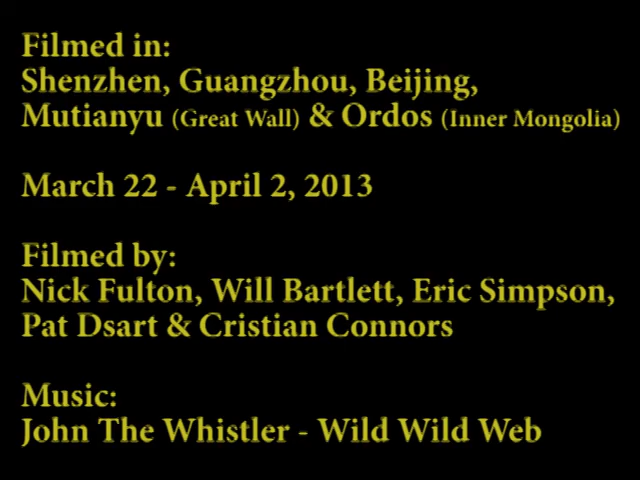 Filmed in:
Shenzhen, Guangzhou, Beijing,
Mutianyu (Great Wall) & Ordos (Inner Mongolia)
March 22 - April 2, 2013
Filmed by:
Nick Fulton, Will Bartlett, Eric Simpson,
Pat Dsart & Cristian Connors
Music:
John The Whistler - Wild Wild Web